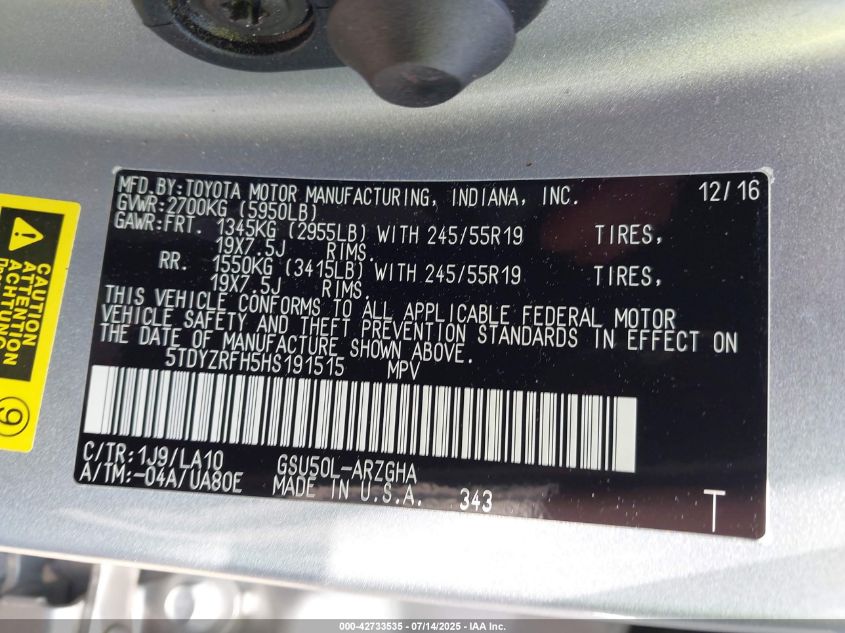 MFD.BY:TOYOTA MOTOR MANUFACTURING, INDIANA, INC. 12/16
GVWR:2700KG (5950LB)
GAWR:FRT. 1345KG (2955LB) WITH 245/55R19 TIRES,
19X7.5J RIMS.
RR. 1550KG (3415LB) WITH 245/55R19 TIRES,
19X7.5J RIMS.
THIS VEHICLE CONFORMS TO ALL APPLICABLE FEDERAL MOTOR
VEHICLE SAFETY AND THEFT PREVENTION STANDARDS IN EFFECT ON
THE DATE OF MANUFACTURE SHOWN ABOVE.
5TDYZRFH5HS191515 MPV
C/TR:1J9/LA10 GSU50L-ARZGHA
A/TM:-04A/UA80E MADE IN U.S.A. 343 T
CAUTION
ATTENTION
ACHTUNG
9
000-42733535 - 07/14/2025 - IAA Inc.